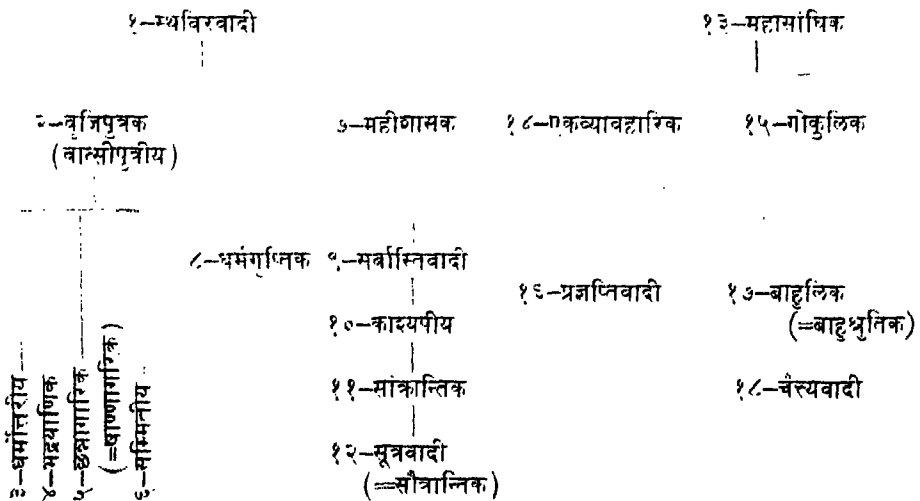 १–स्थविरवादी
१३–महासांघिक
२–वृजिपुत्रक
(वात्सीपुत्रीय)
७–महीशासक
१४–एकव्यावहारिक
१५–गोकुलिक
८–धर्मगुप्तिक
९–सर्वास्तिवादी
१६–प्रज्ञप्तिवादी
१७–बाहुलिक
(=बाहुश्रुतिक)
१०–काश्यपीय
११–सांक्रान्तिक
१८–चैत्यवादी
१२–सूत्रवादी
(=सौत्रान्तिक)
३–धर्मोत्तरीय
४–भद्रयाणिक
५–छन्नागारिक
(=षाण्णागरिक)
६–सम्मितीय